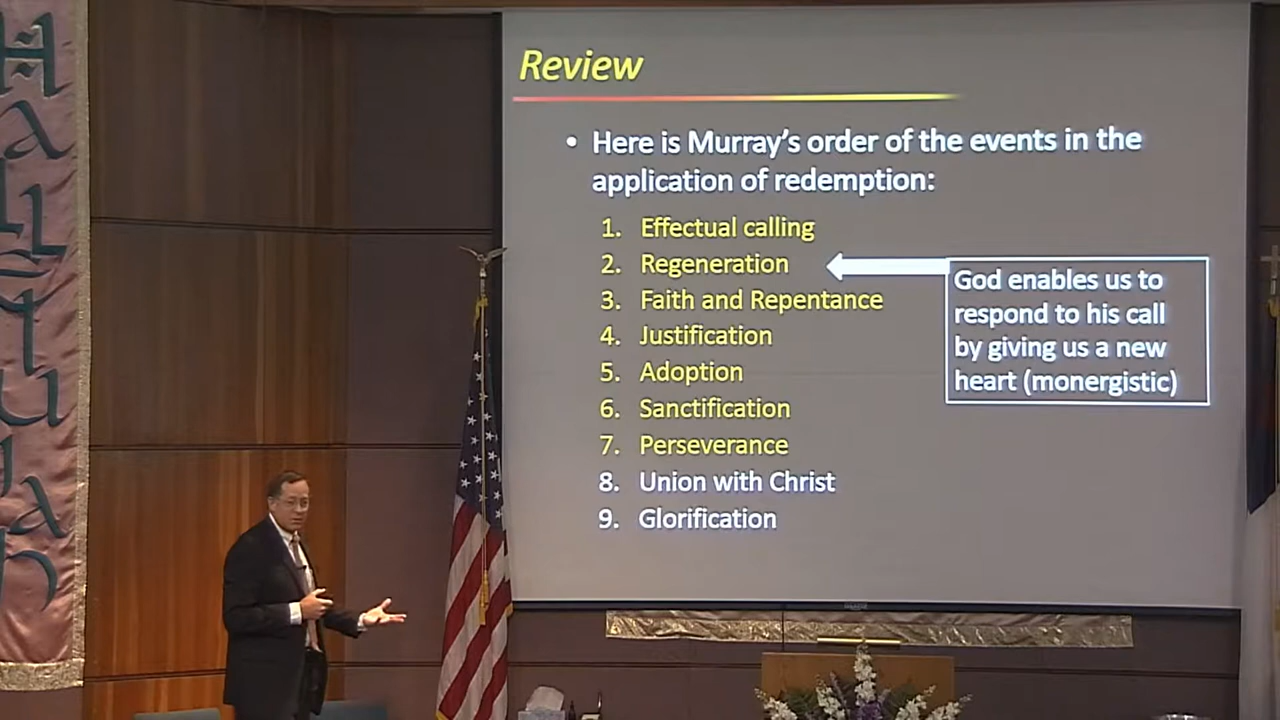 Hallelujah
Review
• Here is Murray's order of the events in the
application of redemption:
1. Effectual calling
2. Regeneration
3. Faith and Repentance
4. Justification
5. Adoption
6. Sanctification
7. Perseverance
8. Union with Christ
9. Glorification
God enables us to
respond to his call
by giving us a new
heart (monergistic)